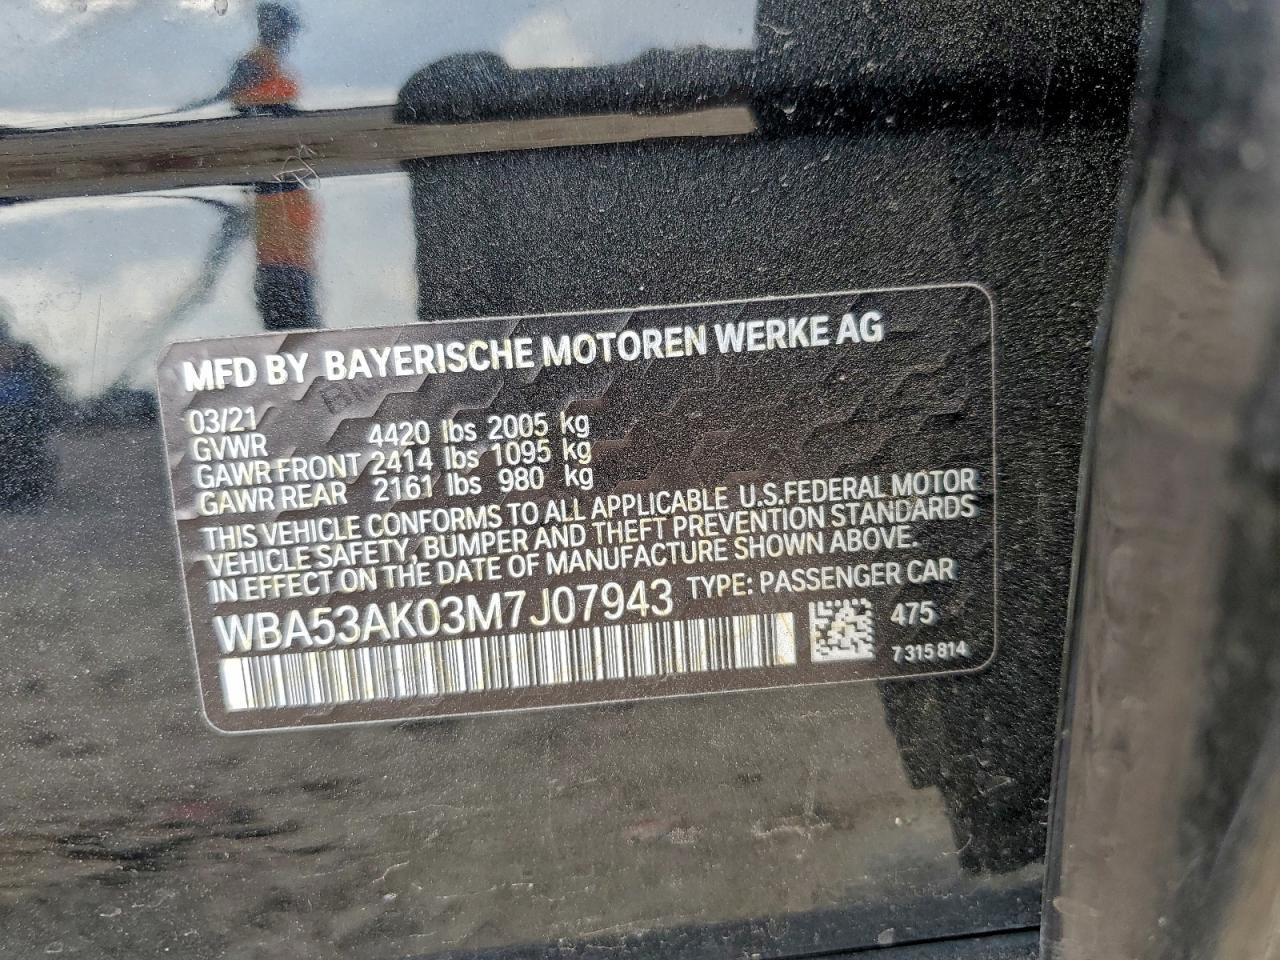 MFD BY BAYERISCHE MOTOREN WERKE AG
03/21
GVWR 4420 lbs 2005 kg
GAWR FRONT 2414 lbs 1095 kg
GAWR REAR 2161 lbs 980 kg
THIS VEHICLE CONFORMS TO ALL APPLICABLE U.S.FEDERAL MOTOR
VEHICLE SAFETY, BUMPER AND THEFT PREVENTION STANDARDS
IN EFFECT ON THE DATE OF MANUFACTURE SHOWN ABOVE.
WBA53AK03M7J07943 TYPE: PASSENGER CAR
475
7 315 814